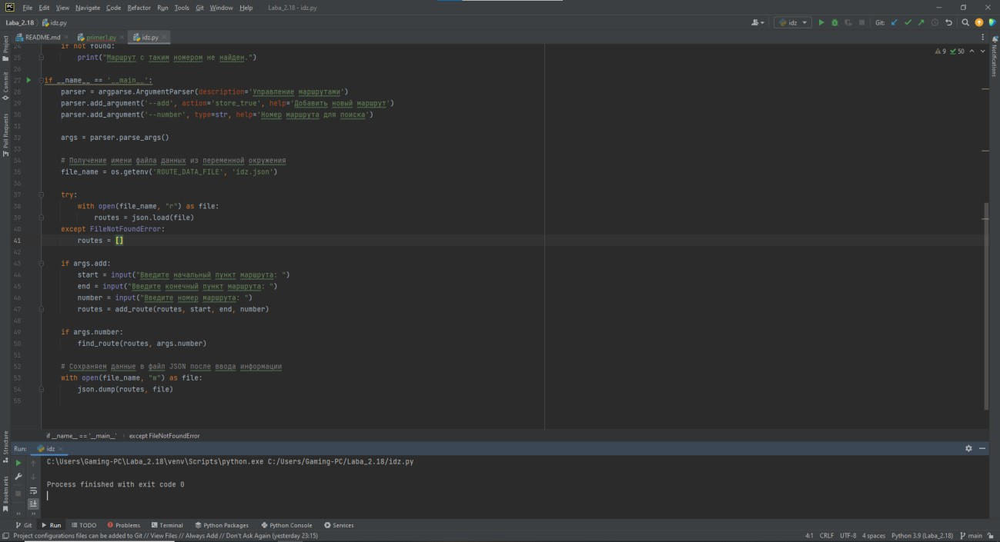 PC File Edit View Navigate Code Refactor Run Tools Git Window Help Laba_2.18 - idz.py
Laba_2.18 idz.py idz Git:
README.md primer1.py idz.py
Project
Commit
Pull Requests
Structure
Bookmarks
Notifications
9 50
24 if not found:
25 print("Маршрут с таким номером не найден.")
26
27 if __name__ == '__main__':
28 parser = argparse.ArgumentParser(description='Управление маршрутами')
29 parser.add_argument('--add', action='store_true', help='Добавить новый маршрут')
30 parser.add_argument('--number', type=str, help='Номер маршрута для поиска')
31
32 args = parser.parse_args()
33
34 # Получение имени файла данных из переменной окружения
35 file_name = os.getenv('ROUTE_DATA_FILE', 'idz.json')
36
37 try:
38 with open(file_name, "r") as file:
39 routes = json.load(file)
40 except FileNotFoundError:
41 routes = []
42
43 if args.add:
44 start = input("Введите начальный пункт маршрута: ")
45 end = input("Введите конечный пункт маршрута: ")
46 number = input("Введите номер маршрута: ")
47 routes = add_route(routes, start, end, number)
48
49 if args.number:
50 find_route(routes, args.number)
51
52 # Сохраняем данные в файл JSON после ввода информации
53 with open(file_name, "w") as file:
54 json.dump(routes, file)
55
if __name__ == '__main__' › except FileNotFoundError
Run: idz
C:\Users\Gaming-PC\Laba_2.18\venv\Scripts\python.exe C:/Users/Gaming-PC/Laba_2.18/idz.py
Process finished with exit code 0
Git Run TODO Problems Terminal Python Packages Python Console Services
Project configurations files can be added to Git // View Files // Always Add // Don't Ask Again (yesterday 23:15) 4:1 CRLF UTF-8 4 spaces Python 3.9 (Laba_2.18) main